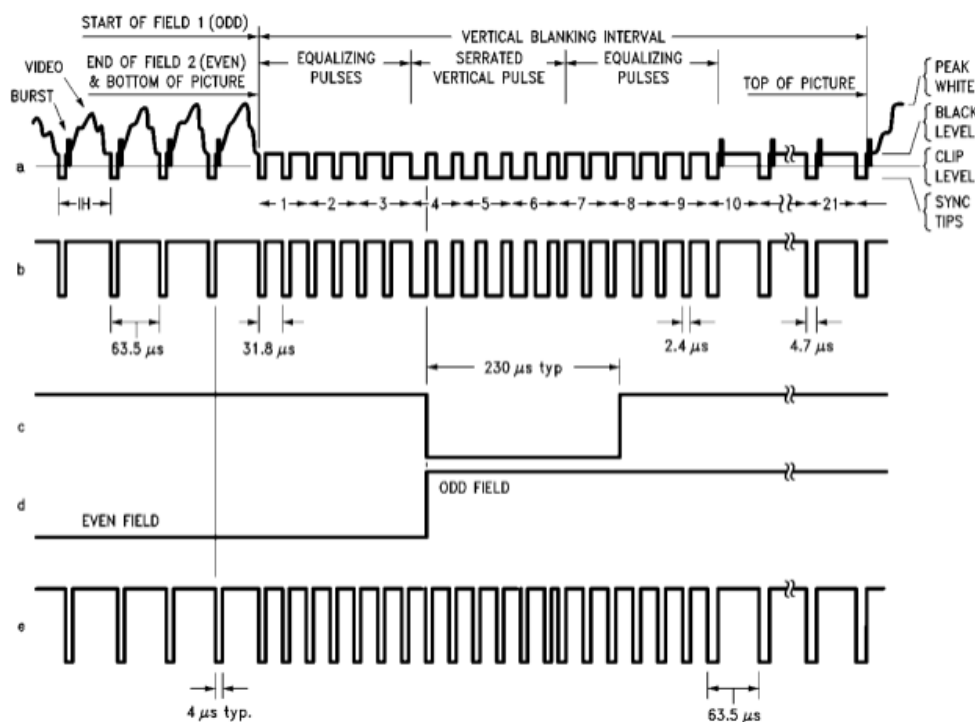 START OF FIELD 1 (ODD)
VERTICAL BLANKING INTERVAL
END OF FIELD 2 (EVEN)
& BOTTOM OF PICTURE
EQUALIZING
PULSES
SERRATED
VERTICAL PULSE
EQUALIZING
PULSES
TOP OF PICTURE
VIDEO
BURST
PEAK
WHITE
BLACK
LEVEL
CLIP
LEVEL
SYNC
TIPS
a
IH
1 2 3 4 5 6 7 8 9 10 21
b
63.5 μs
31.8 μs
2.4 μs
4.7 μs
230 μs typ
c
d
EVEN FIELD
ODD FIELD
e
4 μs typ.
63.5 μs